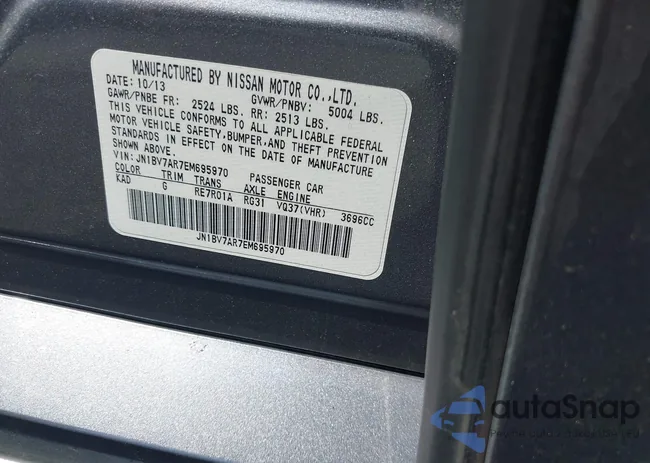 MANUFACTURED BY NISSAN MOTOR CO.,LTD.
DATE: 10/13 GVWR/PNBV: 5004 LBS.
GAWR/PNBE FR: 2524 LBS. RR: 2513 LBS.
THIS VEHICLE CONFORMS TO ALL APPLICABLE FEDERAL
MOTOR VEHICLE SAFETY,BUMPER,AND THEFT PREVENTION
STANDARDS IN EFFECT ON THE DATE OF MANUFACTURE
SHOWN ABOVE.
VIN: JN1BV7AR7EM695970 PASSENGER CAR
COLOR TRIM TRANS AXLE ENGINE
KAD G RE7R01A RG31 VQ37(VHR) 3696CC
JN1BV7AR7EM695970
autoSnap